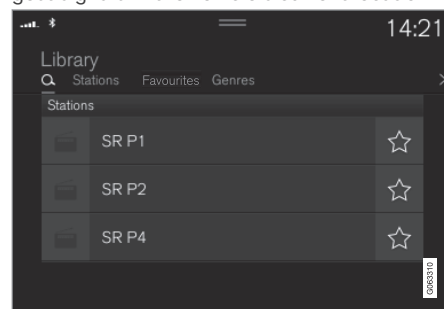 14:21
Library
Stations Favourites Genres
Stations
SR P1
SR P2
SR P4
G063310